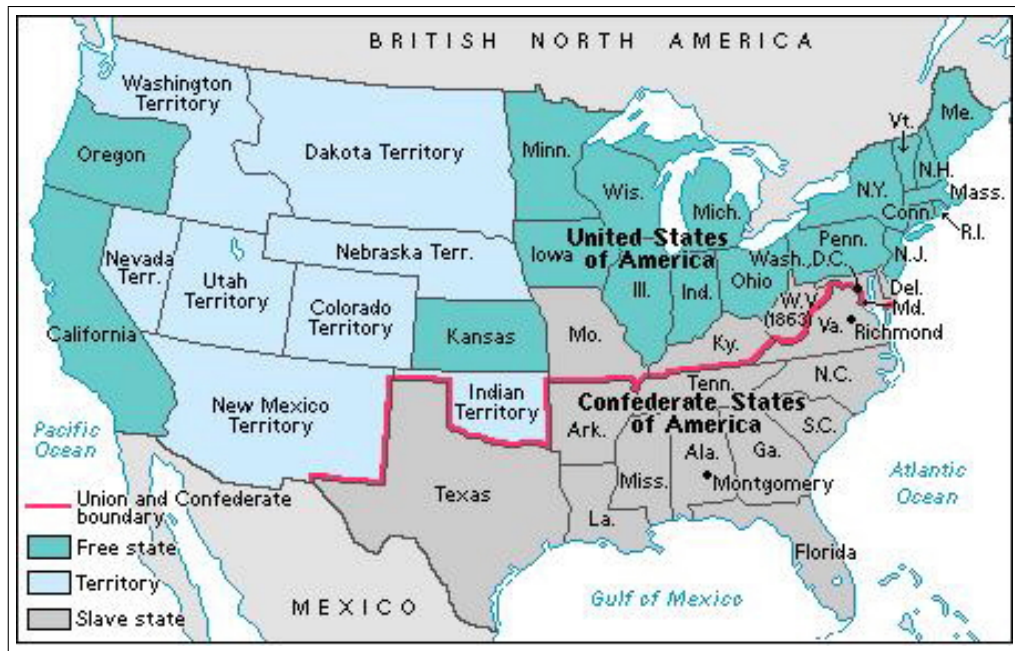 BRITISH NORTH AMERICA
Washington
Territory
Oregon
Dakota Territory
Minn.
Wis.
Mich.
Vt.
Me.
N.H.
N.Y.
Mass.
Conn.
R.I.
Nevada
Terr.
Utah
Territory
Nebraska Terr.
Iowa
United States
of America
Penn.
Wash.,D.C.
N.J.
California
Colorado
Territory
Kansas
Ill.
Ind.
Ohio
W.V.
(1863)
Del.
Md.
Mo.
Ky.
Va.
Richmond
New Mexico
Territory
Indian
Territory
Tenn.
N.C.
Confederate States
of America
Ark.
S.C.
Pacific
Ocean
Texas
Miss.
Ala.
Ga.
Montgomery
La.
Florida
Atlantic
Ocean
Union and Confederate
boundary
Free state
Territory
Slave state
MEXICO
Gulf of Mexico